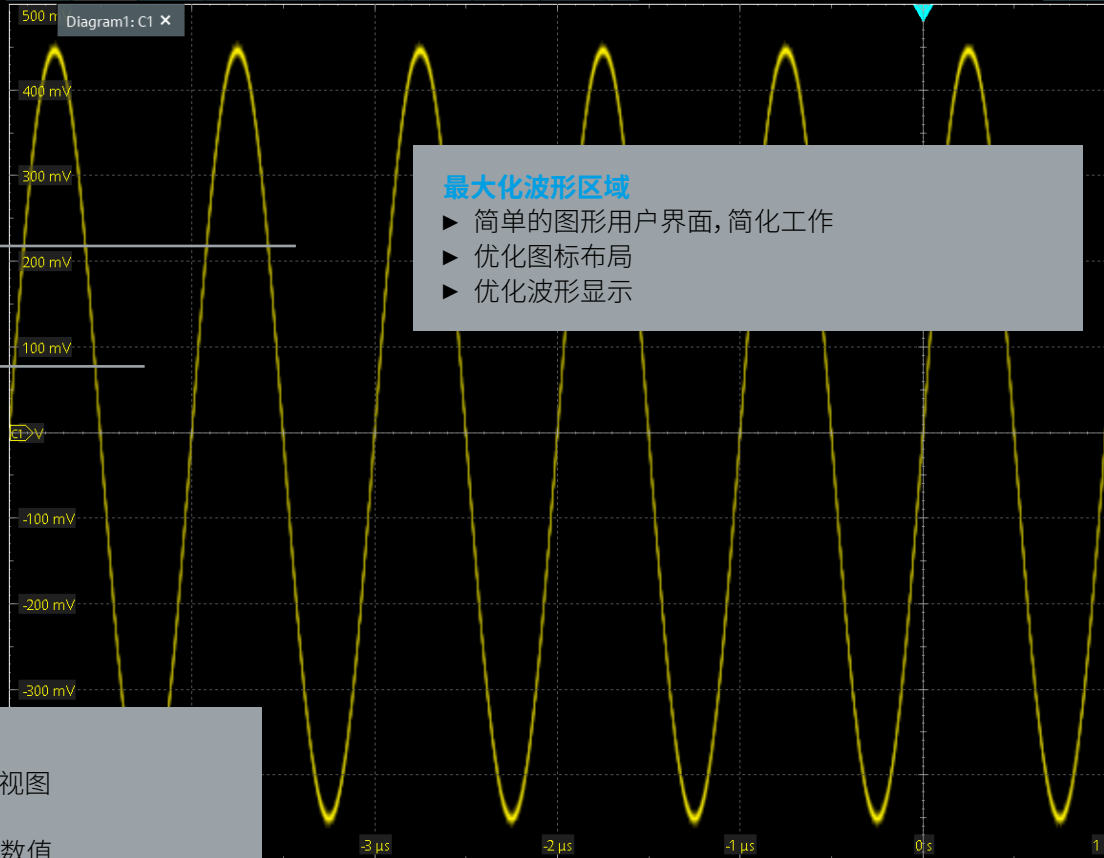 500 m
Diagram1: C1 ×
400 mV
最大化波形区域
► 简单的图形用户界面，简化工作
300 mV
► 优化图标布局
200 mV
► 优化波形显示
100 mV
C1 V
-100 mV
-200 mV
-300 mV
视图
数值
-3 µs
-2 µs
-1 µs
0 s
1